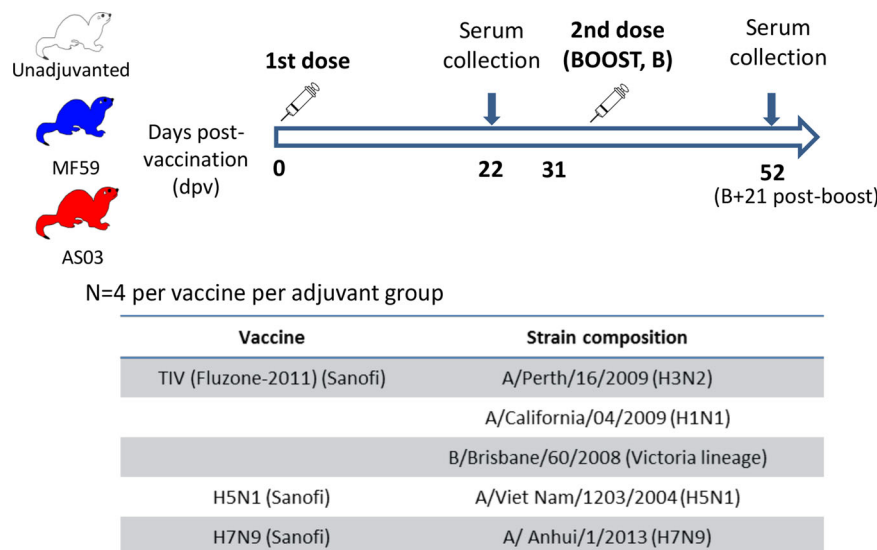 Unadjuvanted
MF59
AS03
Days post-
vaccination
(dpv)
1st dose
Serum
collection
2nd dose
(BOOST, B)
Serum
collection
0
22
31
52
(B+21 post-boost)
N=4 per vaccine per adjuvant group
Vaccine Strain composition
TIV (Fluzone-2011) (Sanofi) A/Perth/16/2009 (H3N2)
A/California/04/2009 (H1N1)
B/Brisbane/60/2008 (Victoria lineage)
H5N1 (Sanofi) A/Viet Nam/1203/2004 (H5N1)
H7N9 (Sanofi) A/ Anhui/1/2013 (H7N9)